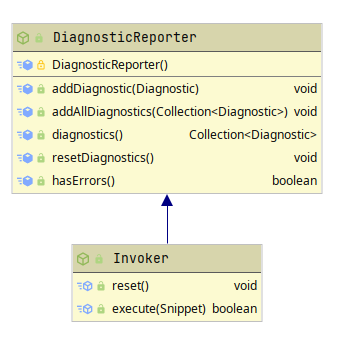 DiagnosticReporter
DiagnosticReporter()
addDiagnostic(Diagnostic) void
addAllDiagnostics(Collection<Diagnostic>) void
diagnostics() Collection<Diagnostic>
resetDiagnostics() void
hasErrors() boolean
Invoker
reset() void
execute(Snippet) boolean